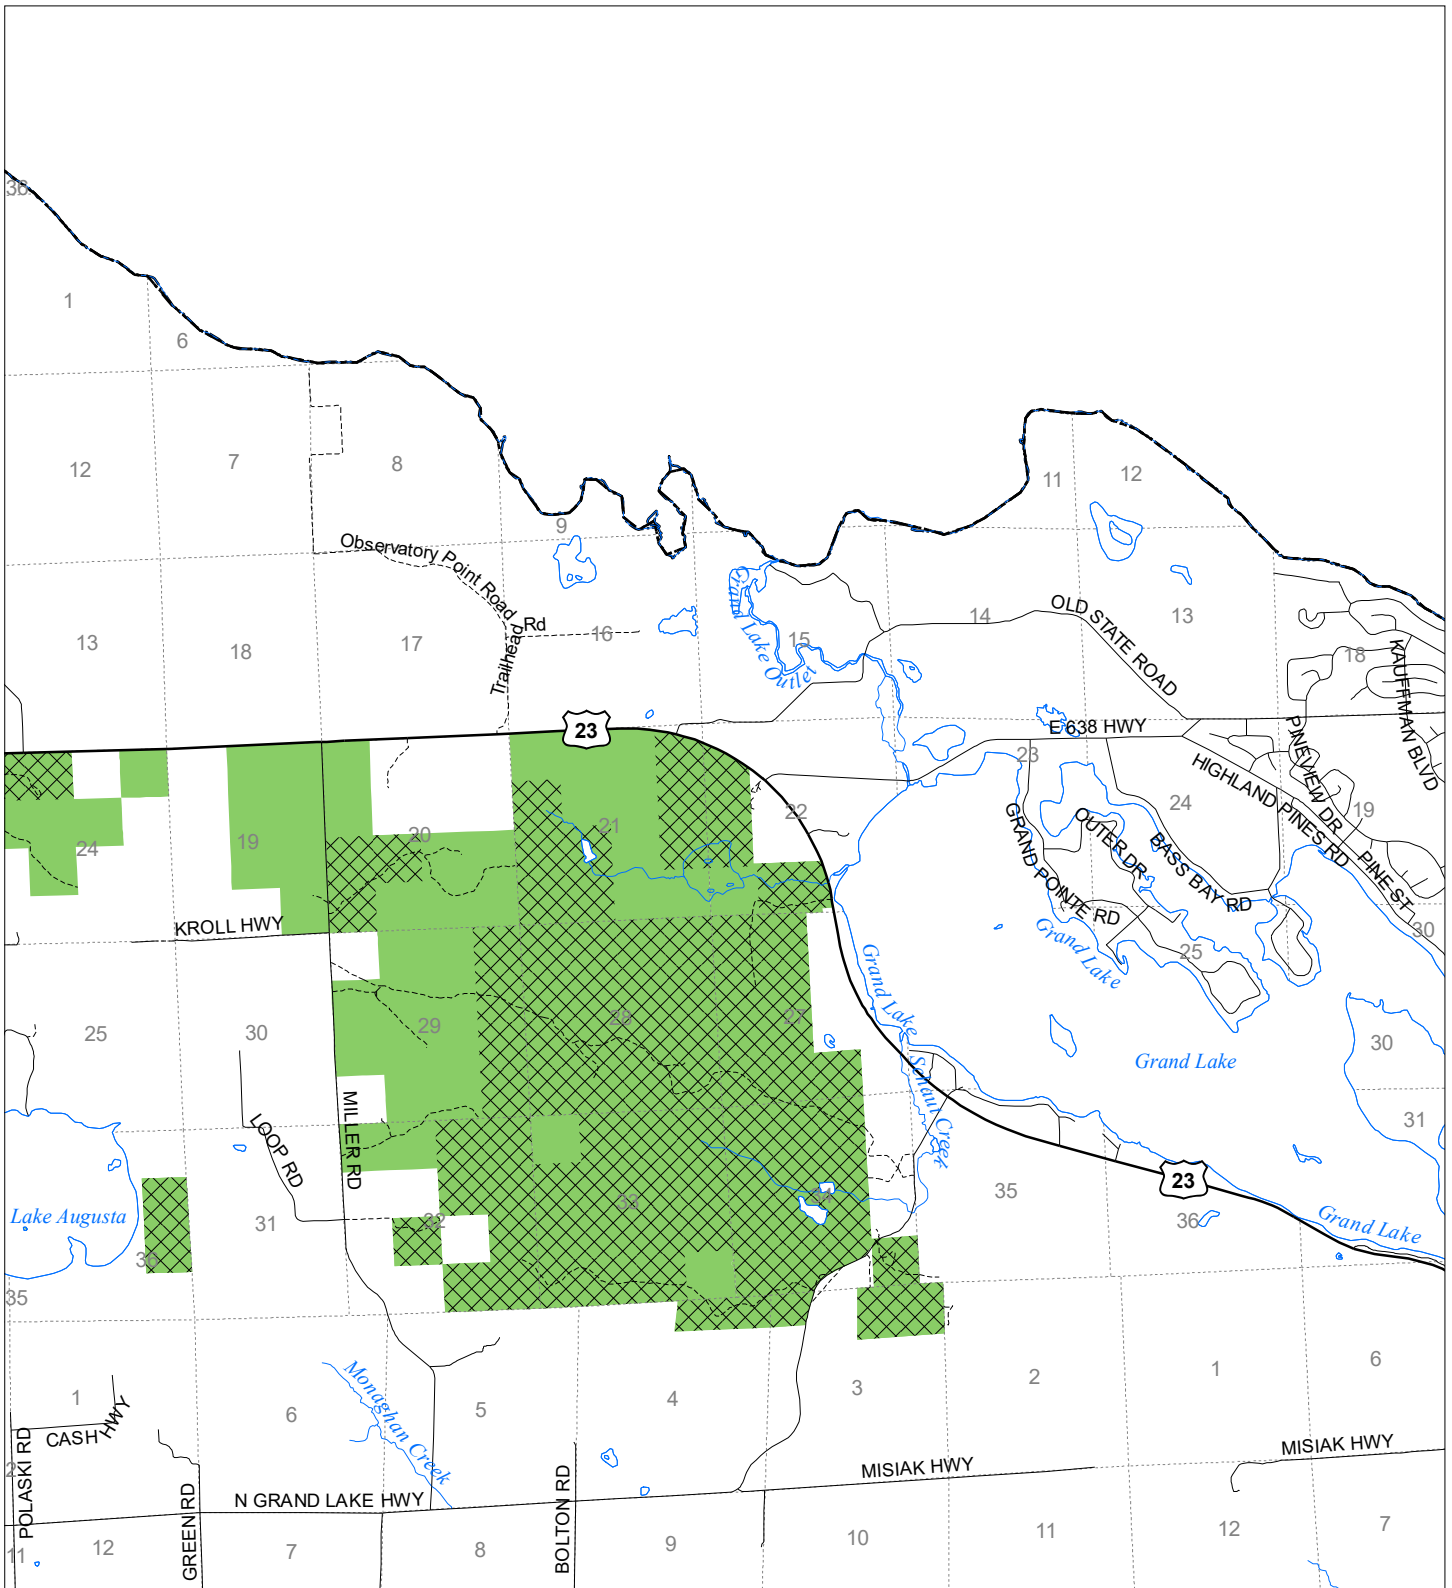 36
1
6
12
7
8
11
12
9
Observatory Point Road
Trailhead Rd
16
Grand Lake Outlet
15
14
OLD STATE ROAD
13
13
18
17
18
KAUFFMAN BLVD
23
E 638 HWY
23
PINEVIEW DR
HIGHLAND PINES RD
24
19
20
21
22
24
19
GRAND POINTE RD
OUTER DR
BASS BAY RD
PINE ST
KROLL HWY
30
Grand Lake
25
Grand Lake
25
30
29
28
27
Grand Lake
30
MILLER RD
LOOP RD
Schaut Creek
31
Lake Augusta
36
31
32
33
34
35
23
36
Grand Lake
35
1
CASH HWY
6
Monaghan Creek
5
4
3
2
1
6
2
POLASKI RD
GREEN RD
N GRAND LAKE HWY
BOLTON RD
MISIAK HWY
MISIAK HWY
11
12
7
8
9
10
11
12
7